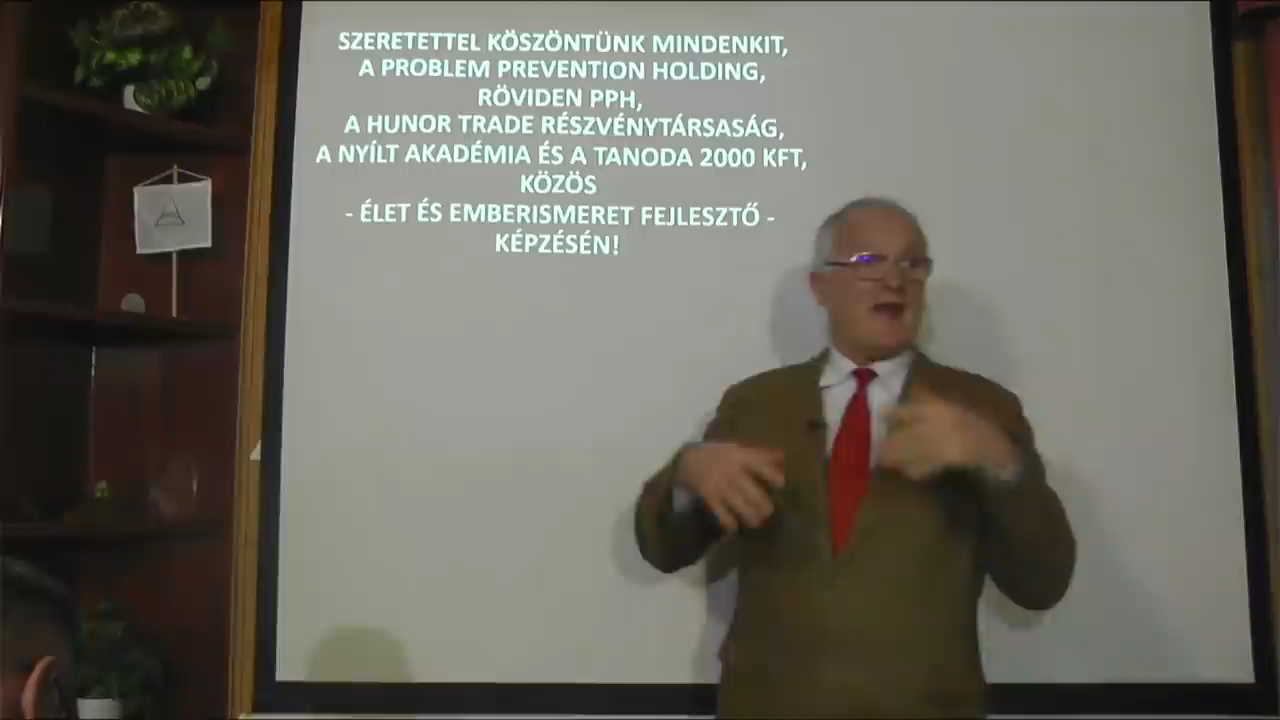 SZERETETTEL KÖSZÖNTÜNK MINDENKIT,
A PROBLEM PREVENTION HOLDING,
RÖVIDEN PPH,
A HUNOR TRADE RÉSZVÉNYTÁRSASÁG,
A NYÍLT AKADÉMIA ÉS A TANODA 2000 KFT,
KÖZÖS
- ÉLET ÉS EMBERISMERET FEJLESZTŐ -
KÉPZÉSÉN!